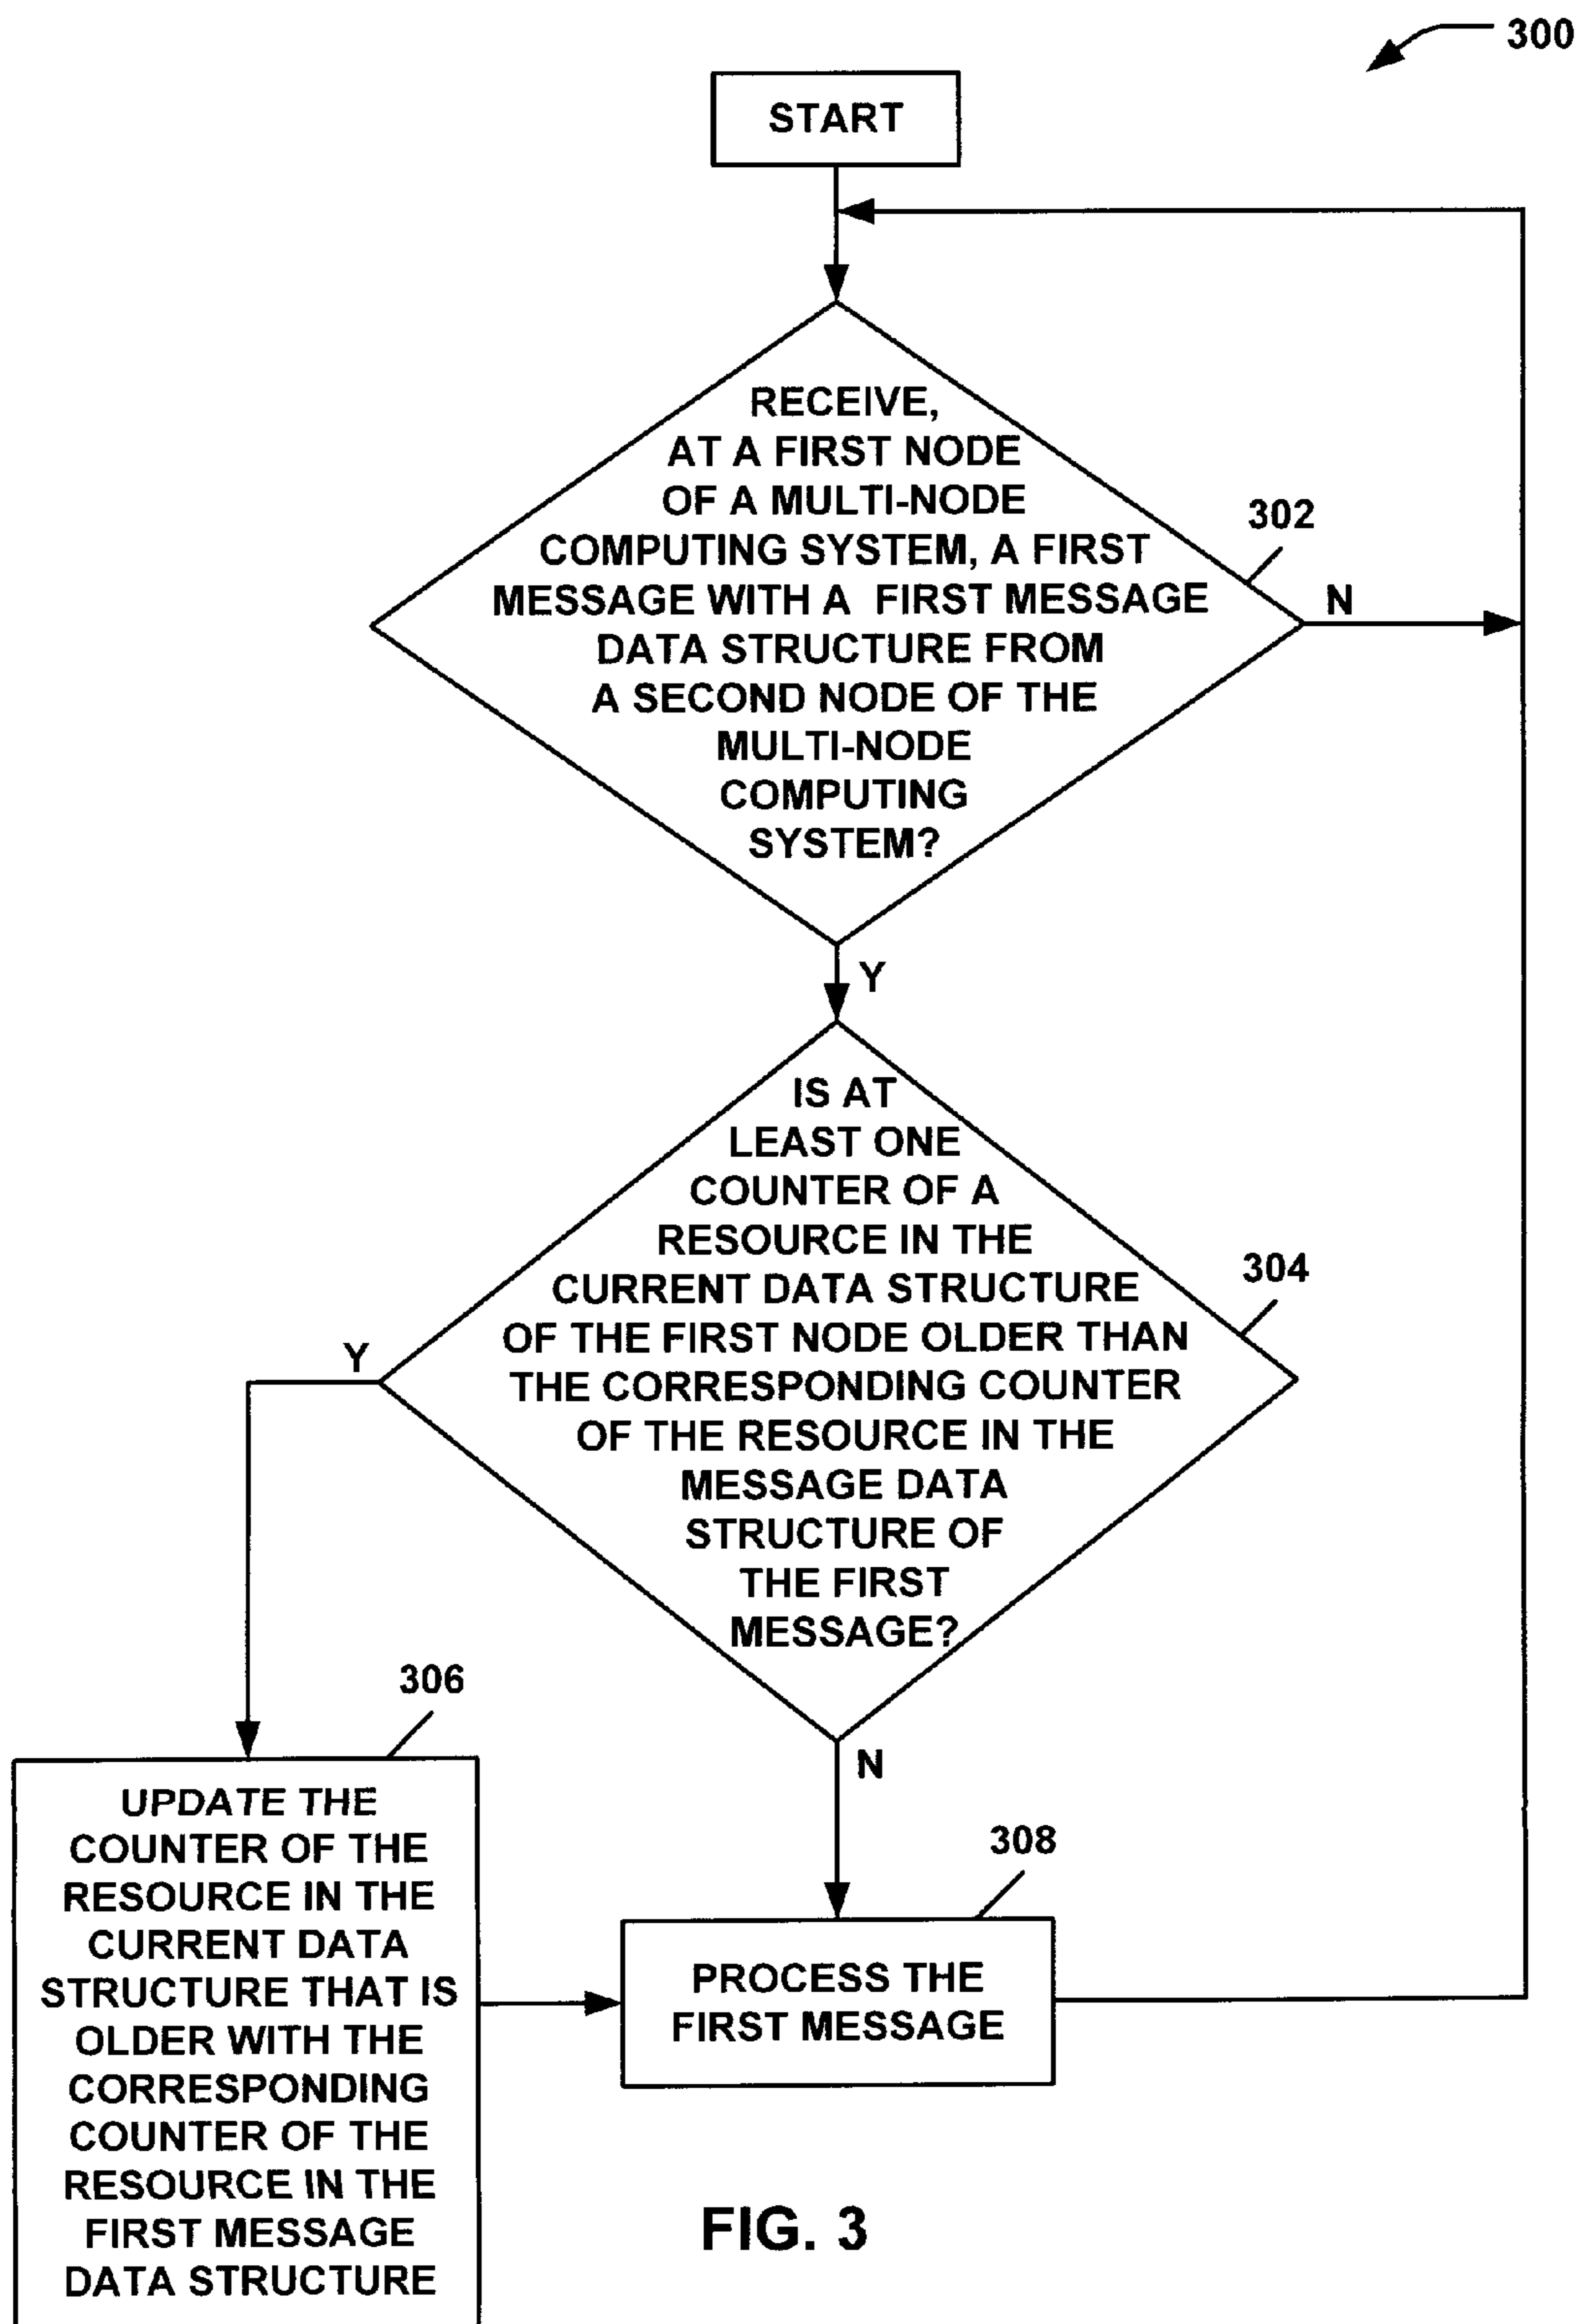 300
START
RECEIVE,
AT A FIRST NODE
OF A MULTI-NODE
COMPUTING SYSTEM, A FIRST
MESSAGE WITH A FIRST MESSAGE
DATA STRUCTURE FROM
A SECOND NODE OF THE
MULTI-NODE
COMPUTING
SYSTEM?
302
N
Y
IS AT
LEAST ONE
COUNTER OF A
RESOURCE IN THE
CURRENT DATA STRUCTURE
OF THE FIRST NODE OLDER THAN
THE CORRESPONDING COUNTER
OF THE RESOURCE IN THE
MESSAGE DATA
STRUCTURE OF
THE FIRST
MESSAGE?
304
Y
N
306
UPDATE THE
COUNTER OF THE
RESOURCE IN THE
CURRENT DATA
STRUCTURE THAT IS
OLDER WITH THE
CORRESPONDING
COUNTER OF THE
RESOURCE IN THE
FIRST MESSAGE
DATA STRUCTURE
308
PROCESS THE
FIRST MESSAGE
FIG. 3